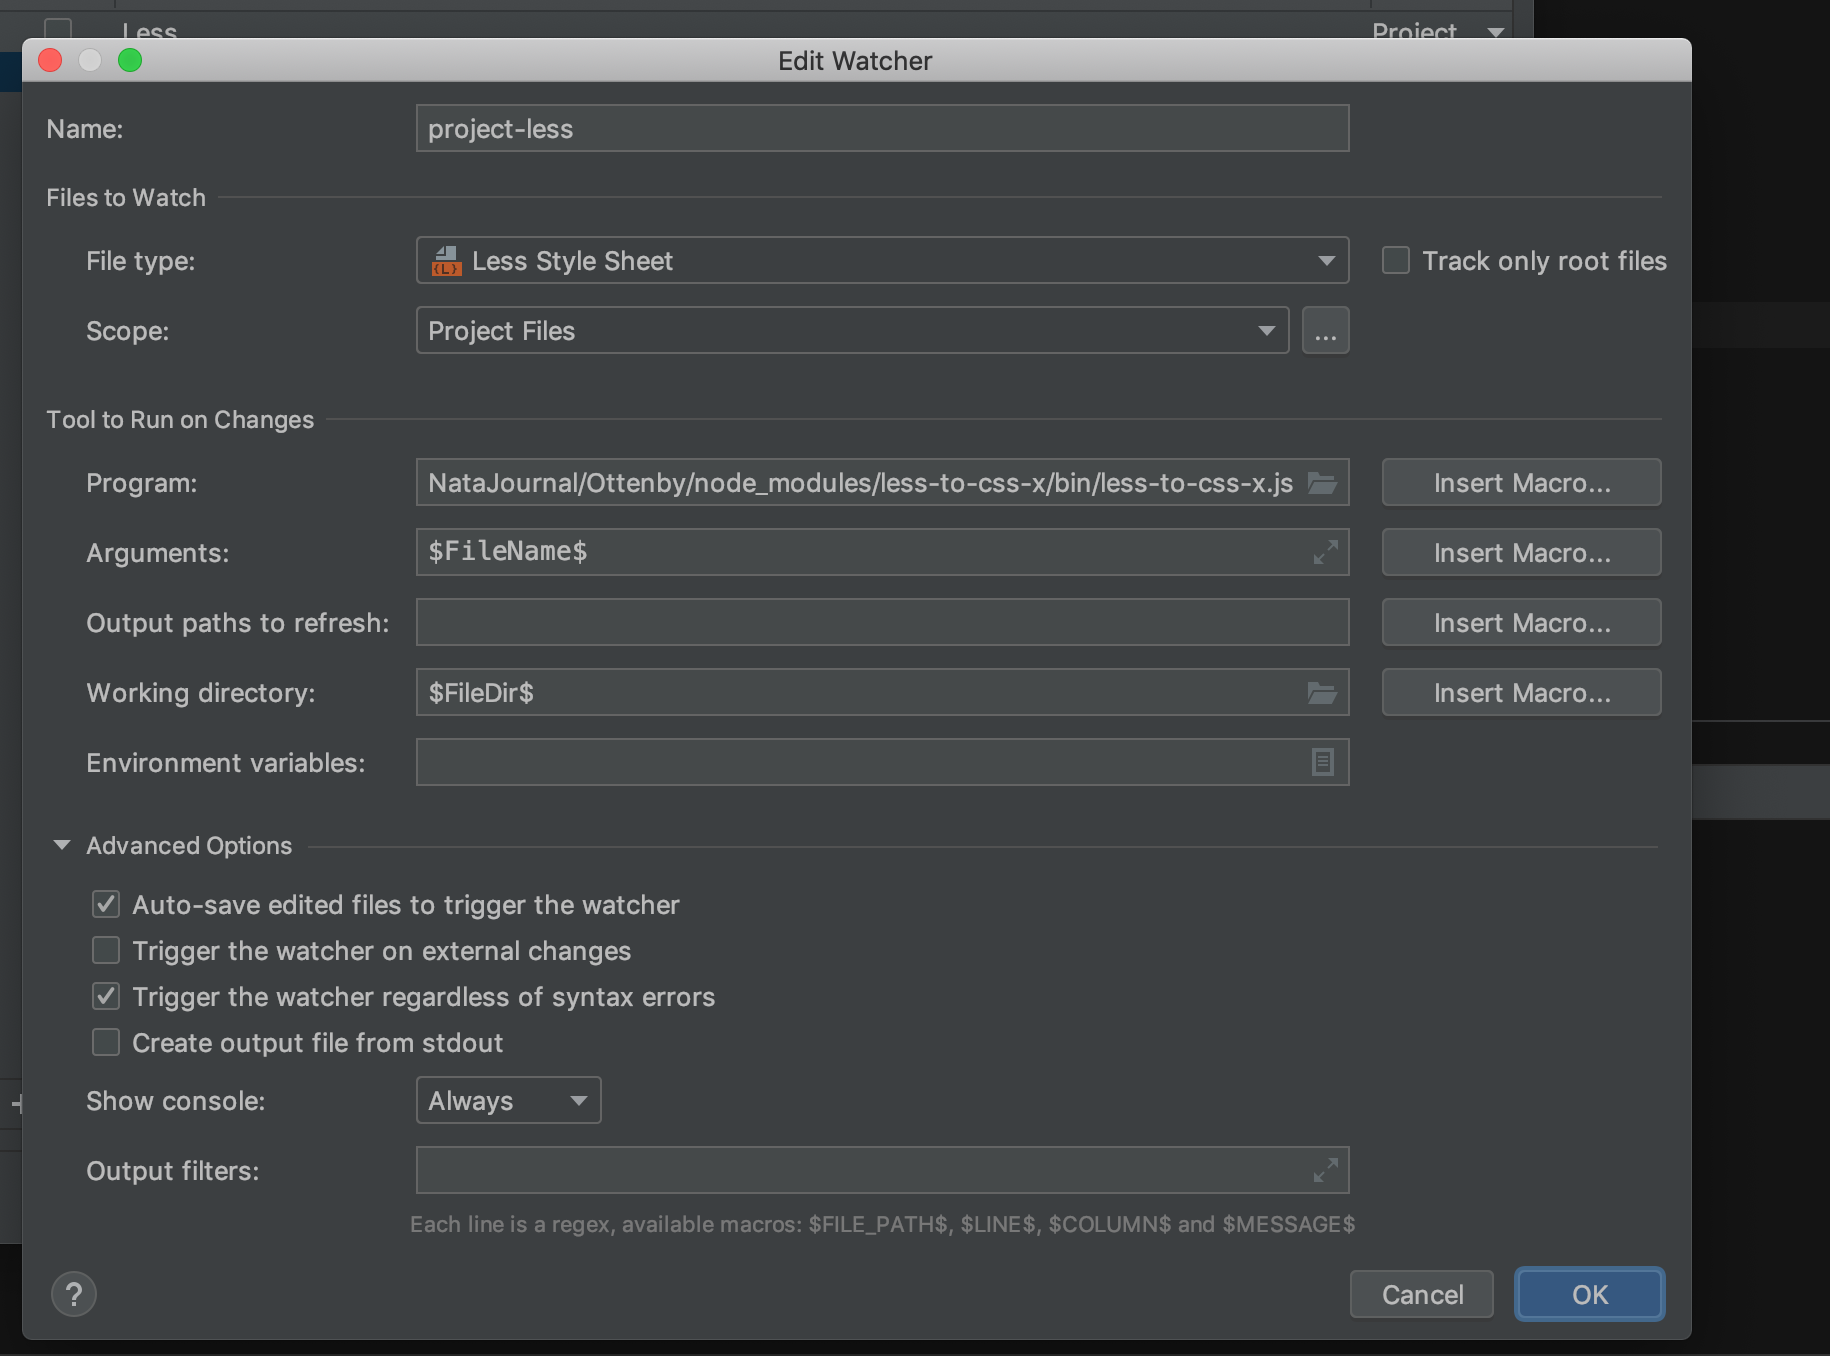 Less Project
Edit Watcher
Name: project-less
Files to Watch
File type: {L} Less Style Sheet Track only root files
Scope: Project Files ...
Tool to Run on Changes
Program: NataJournal/Ottenby/node_modules/less-to-css-x/bin/less-to-css-x.js Insert Macro...
Arguments: $FileName$ Insert Macro...
Output paths to refresh: Insert Macro...
Working directory: $FileDir$ Insert Macro...
Environment variables:
Advanced Options
Auto-save edited files to trigger the watcher
Trigger the watcher on external changes
Trigger the watcher regardless of syntax errors
Create output file from stdout
Show console: Always
Output filters:
Each line is a regex, available macros: $FILE_PATH$, $LINE$, $COLUMN$ and $MESSAGE$
? Cancel OK